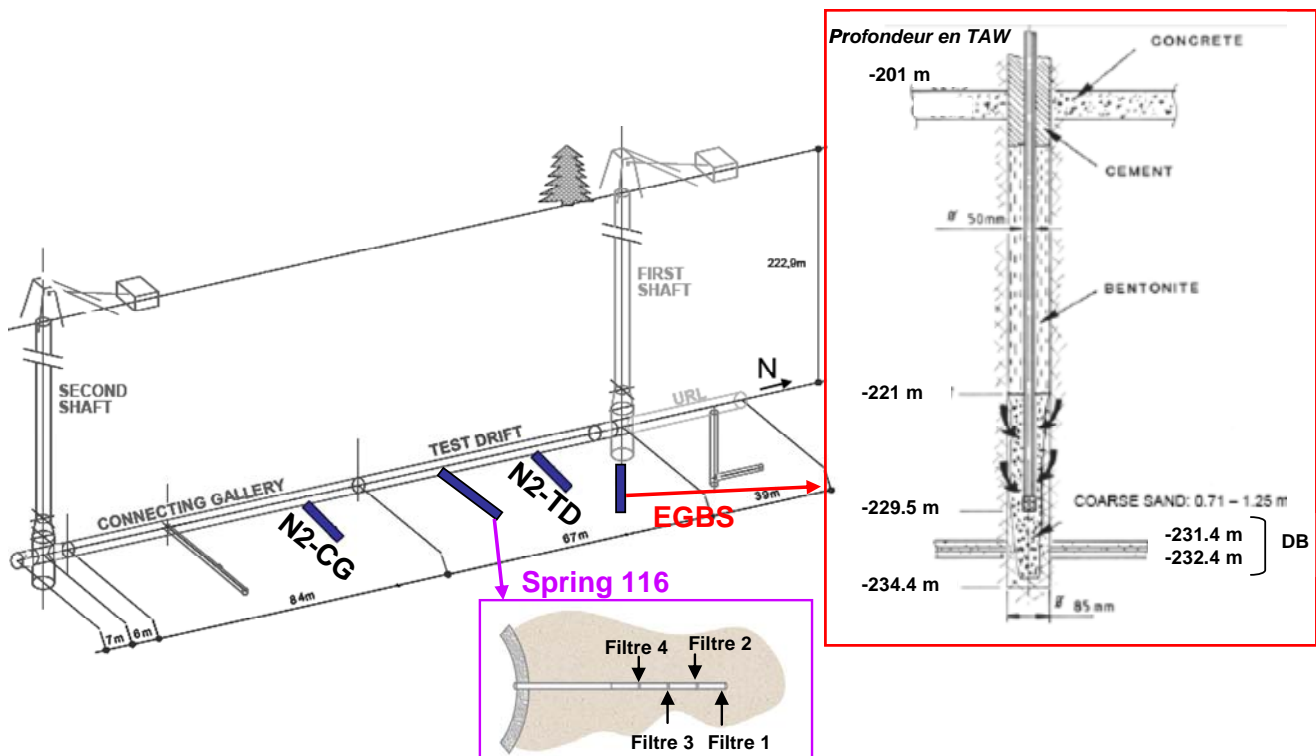 Profondeur en TAW
CONCRETE
-201 m
CEMENT
50mm
BENTONITE
-221 m
-229.5 m
COARSE SAND: 0.71 – 1.25 m
-231.4 m
-232.4 m
DB
-234.4 m
85 mm
222,9m
FIRST
SHAFT
SECOND
SHAFT
N
URL
TEST DRIFT
CONNECTING GALLERY
N2-TD
N2-CG
EGBS
39m
67m
84m
6m
7m
Spring 116
Filtre 4
Filtre 2
Filtre 3
Filtre 1